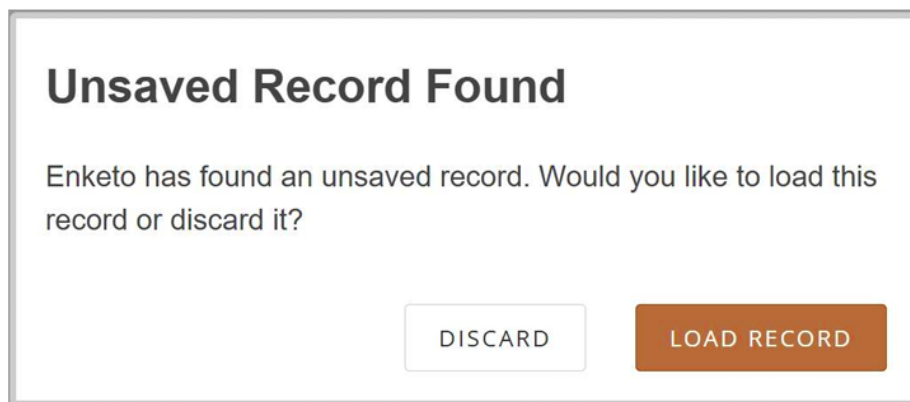 Unsaved Record Found
Enketo has found an unsaved record. Would you like to load this
record or discard it?
DISCARD
LOAD RECORD